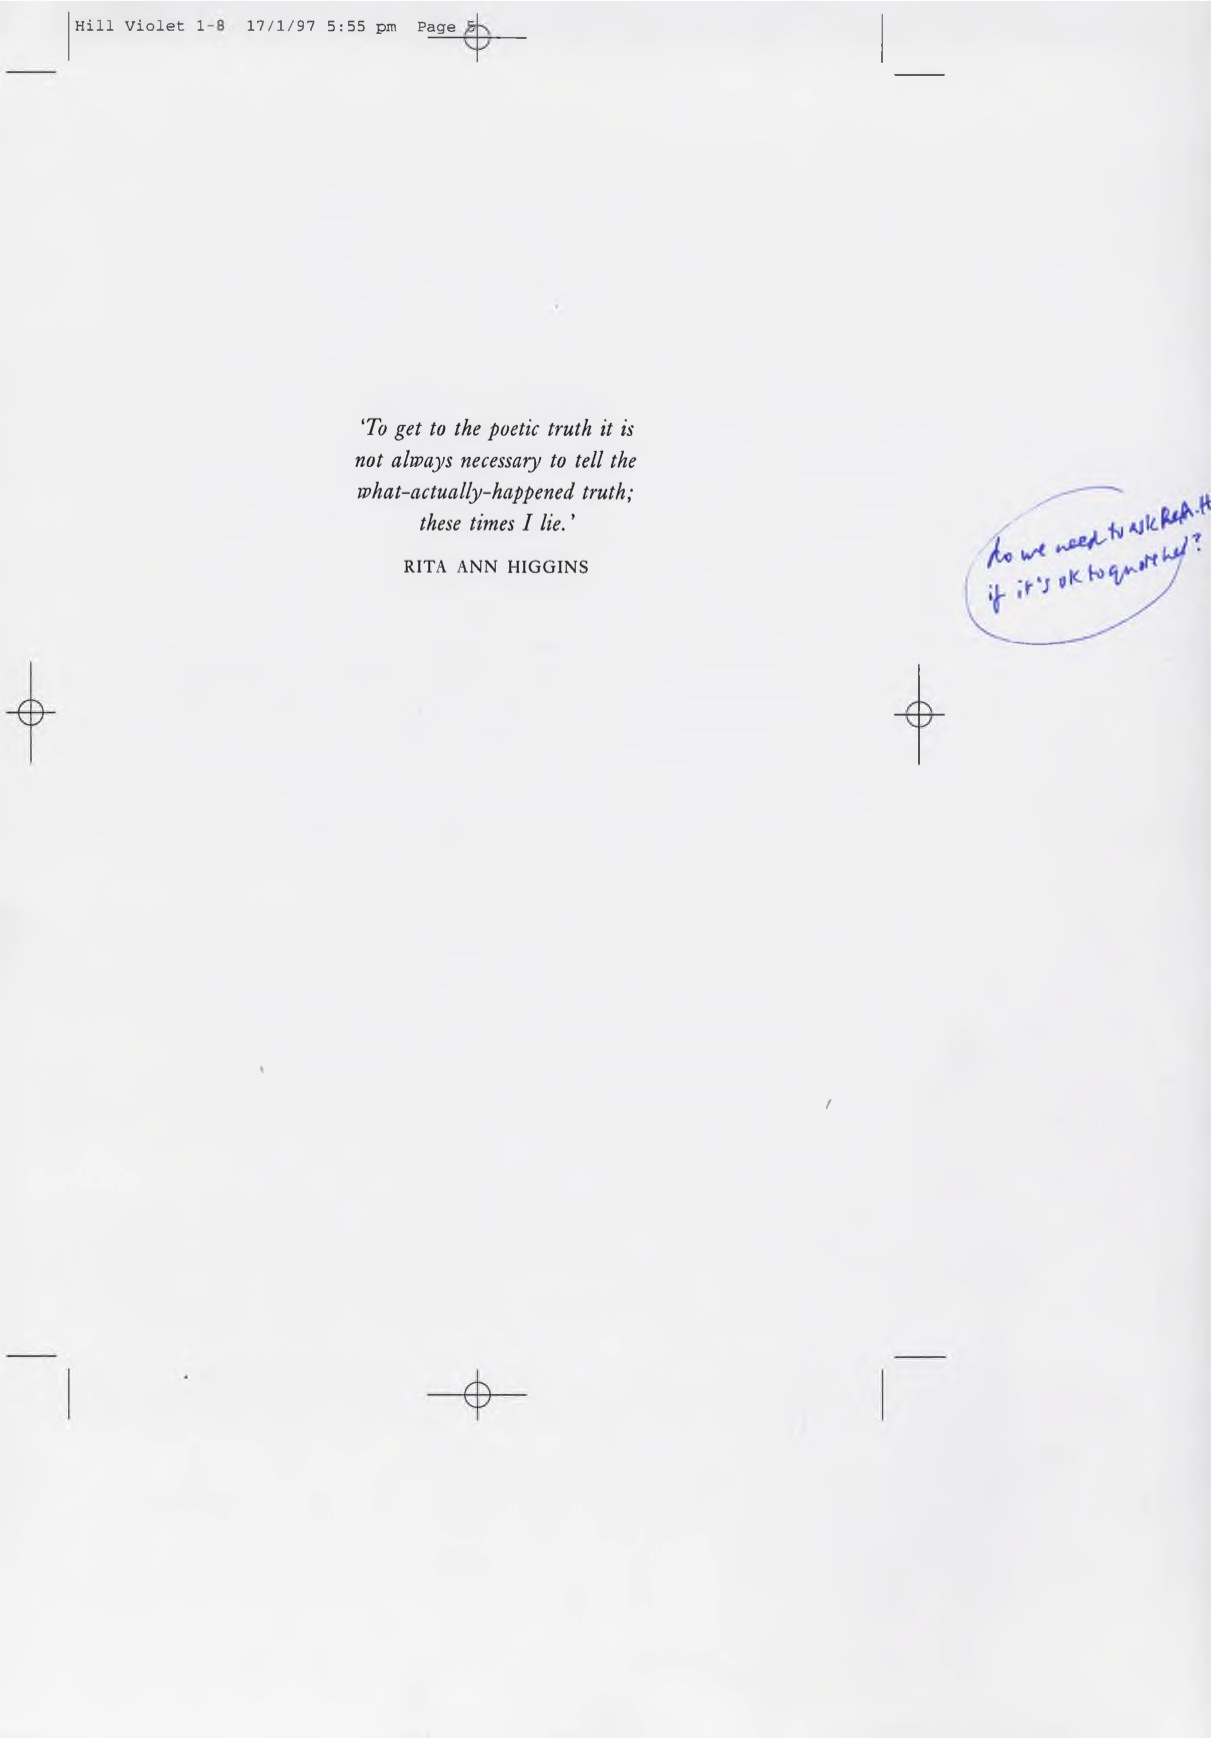 Hill Violet 1-8 17/1/97 5:55 pm Page 5
‘To get to the poetic truth it is
not always necessary to tell the
what-actually-happened truth;
these times I lie.’
RITA ANN HIGGINS
do we need to ask R.A.H
if it's ok to quote her?